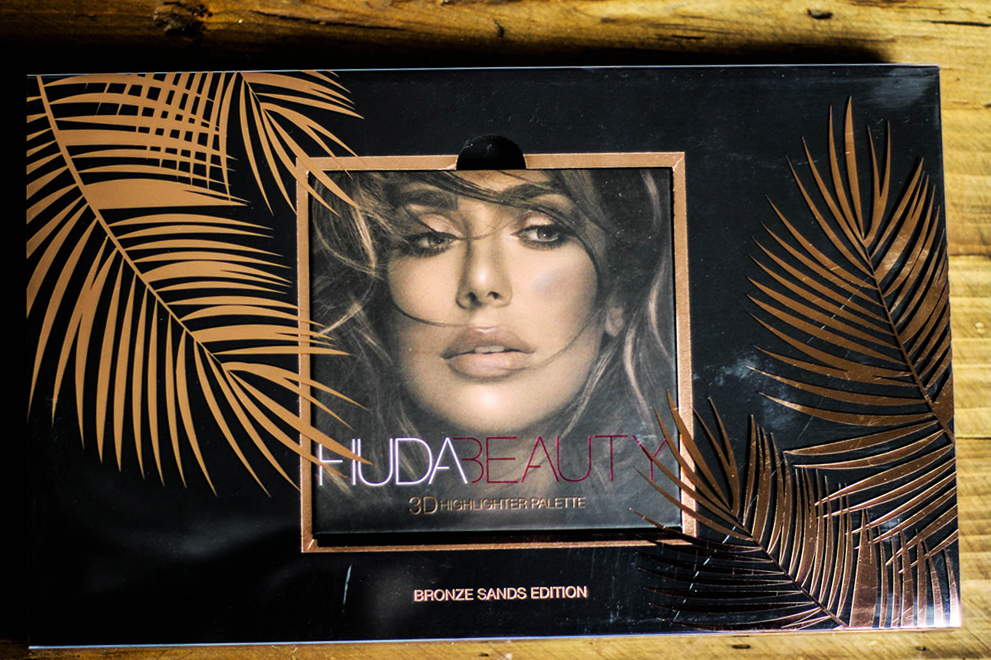 HUDABEAUTY
3D HIGHLIGHTER PALETTE
BRONZE SANDS EDITION